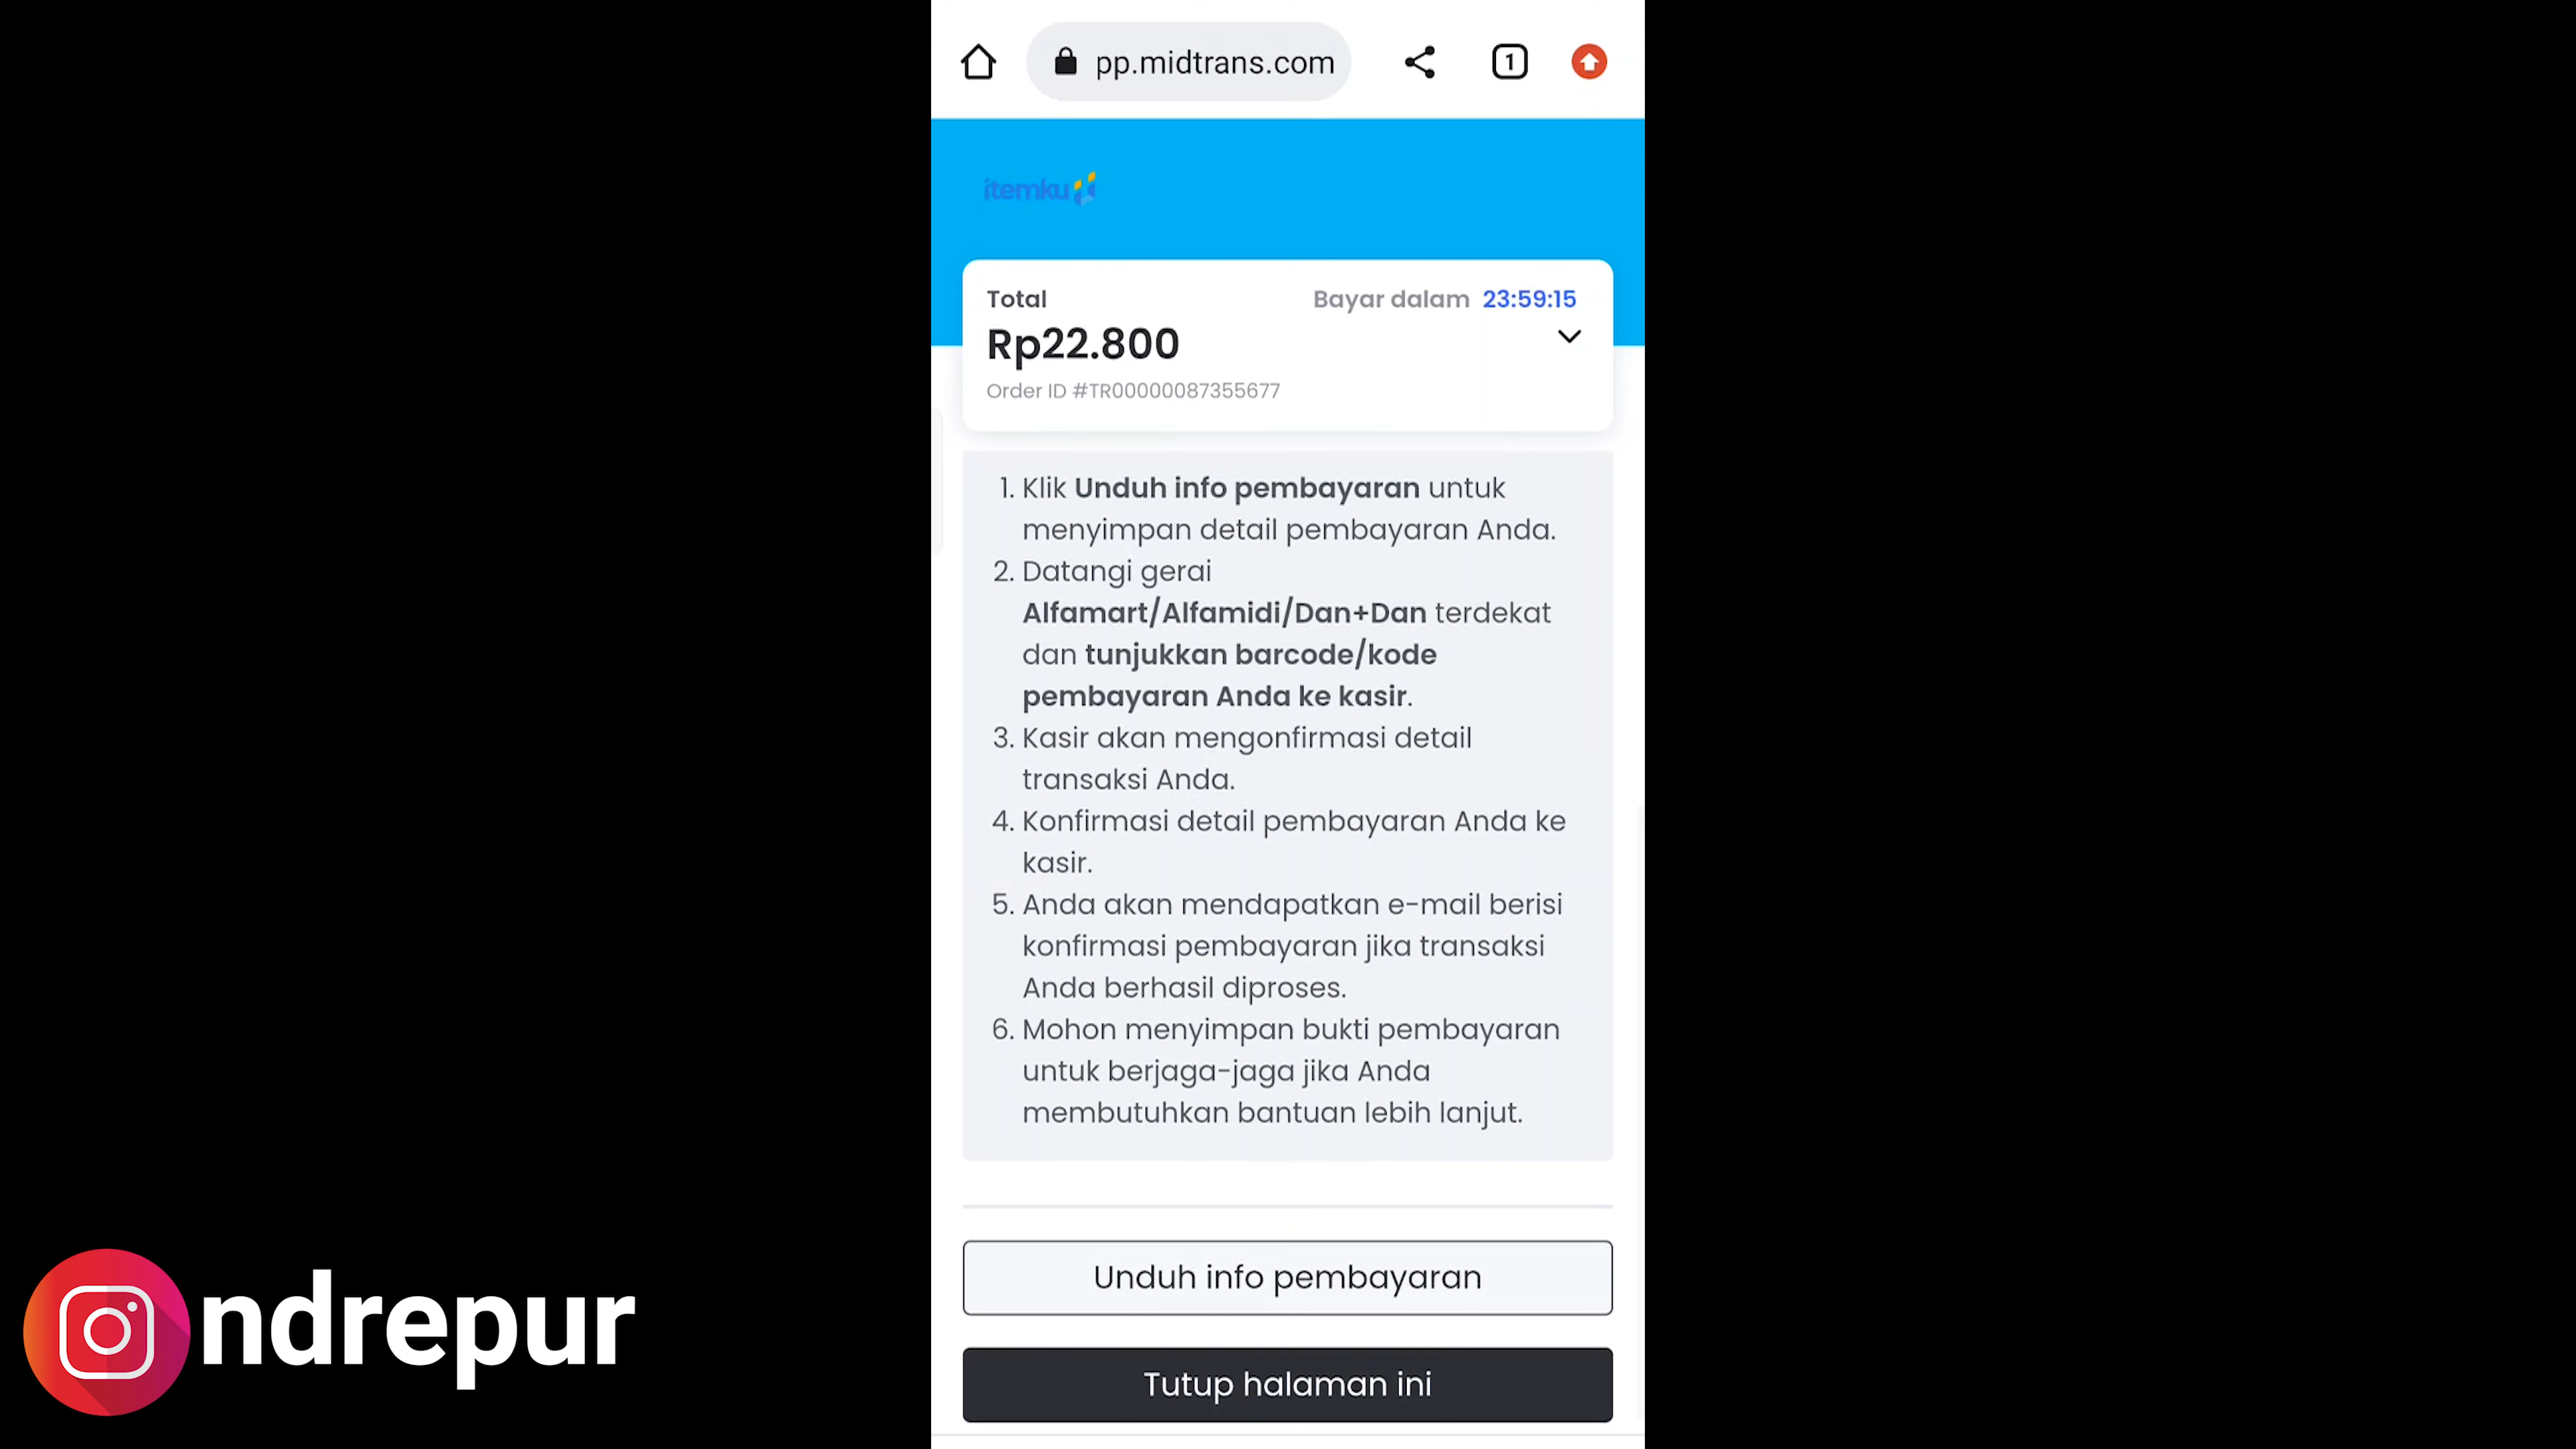 pp.midtrans.com
1
itemku
Total
Bayar dalam 23:59:15
Rp22.800
Order ID #TR00000087355677
1. Klik Unduh info pembayaran untuk
menyimpan detail pembayaran Anda.
2. Datangi gerai
Alfamart/Alfamidi/Dan+Dan terdekat
dan tunjukkan barcode/kode
pembayaran Anda ke kasir.
3. Kasir akan mengonfirmasi detail
transaksi Anda.
4. Konfirmasi detail pembayaran Anda ke
kasir.
5. Anda akan mendapatkan e-mail berisi
konfirmasi pembayaran jika transaksi
Anda berhasil diproses.
6. Mohon menyimpan bukti pembayaran
untuk berjaga-jaga jika Anda
membutuhkan bantuan lebih lanjut.
Unduh info pembayaran
Tutup halaman ini
ndrepur